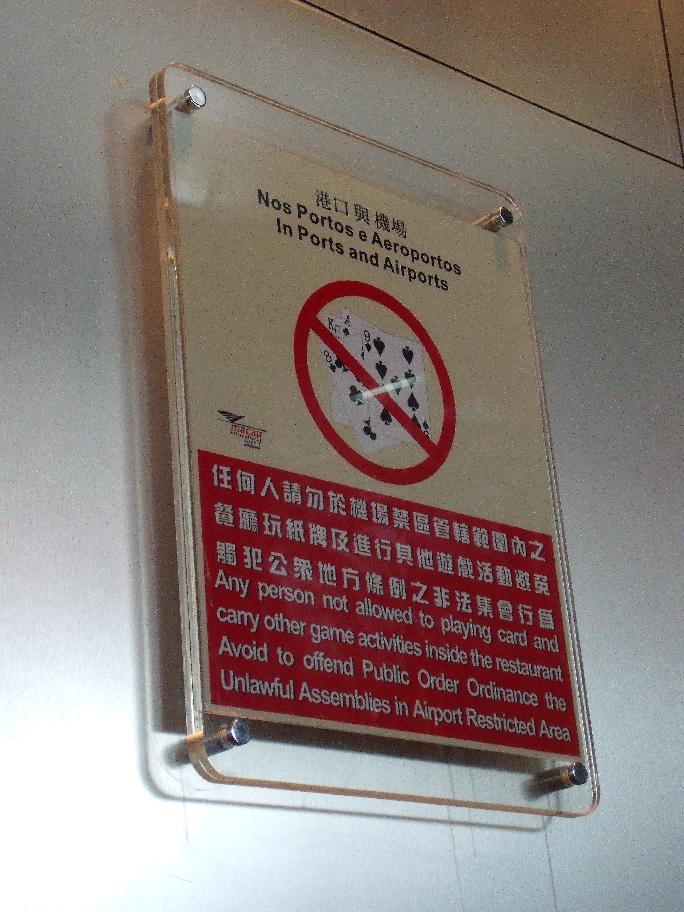 港口與機場
Nos Portos e Aeroportos
In Ports and Airports
macau
任何人請勿於機場禁區管轄範圍內之
餐廳玩紙牌及進行其他遊戲活動避免
觸犯公眾地方條例之非法集會行為
Any person not allowed to playing card and
carry other game activities inside the restaurant
Avoid to offend Public Order Ordinance the
Unlawful Assemblies in Airport Restricted Area